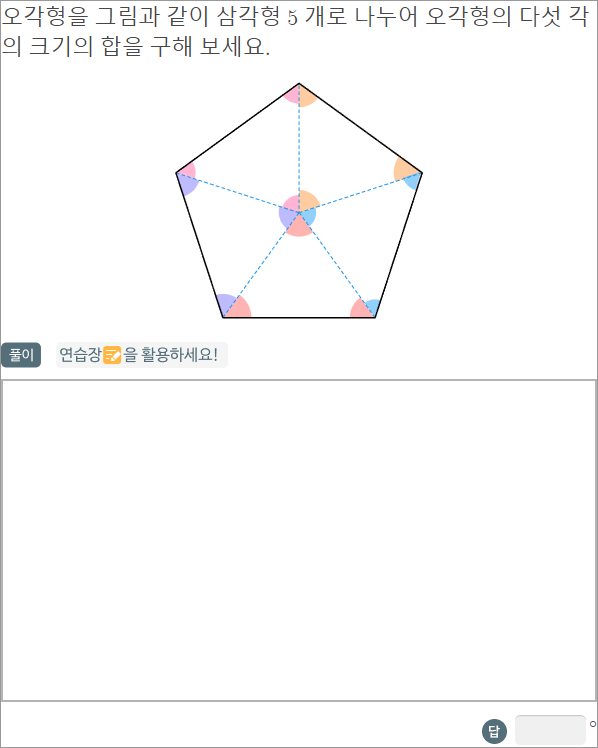 오각형을 그림과 같이 삼각형 5 개로 나누어 오각형의 다섯 각
의 크기의 합을 구해 보세요.
풀이 연습장을 활용하세요!
답 °